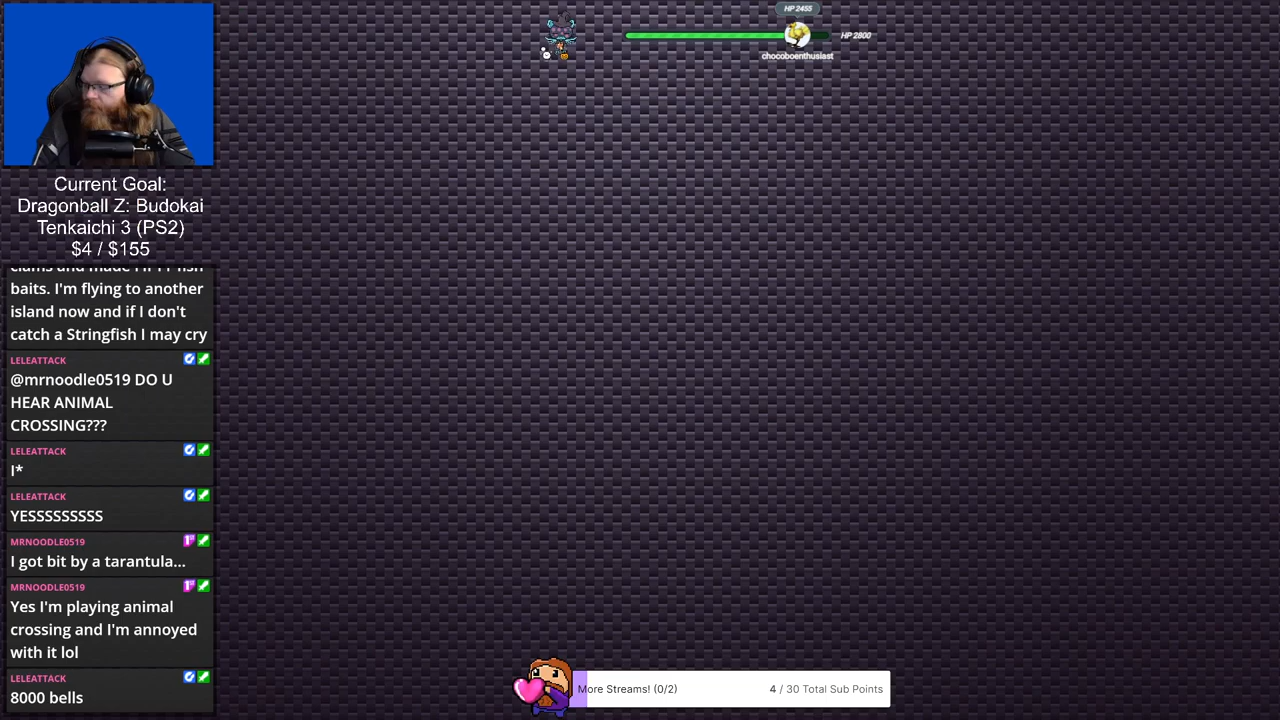 HP 2455
HP 2800
chocoboenthusiast
Current Goal:
Dragonball Z: Budokai
Tenkaichi 3 (PS2)
$4 / $155
baits. I'm flying to another
island now and if I don't
catch a Stringfish I may cry
LELEATTACK
@mrnoodle0519 DO U
HEAR ANIMAL
CROSSING???
LELEATTACK
I*
LELEATTACK
YESSSSSSSSS
MRNOODLE0519
I got bit by a tarantula...
MRNOODLE0519
Yes I'm playing animal
crossing and I'm annoyed
with it lol
LELEATTACK
8000 bells
More Streams! (0/2)
4 / 30 Total Sub Points